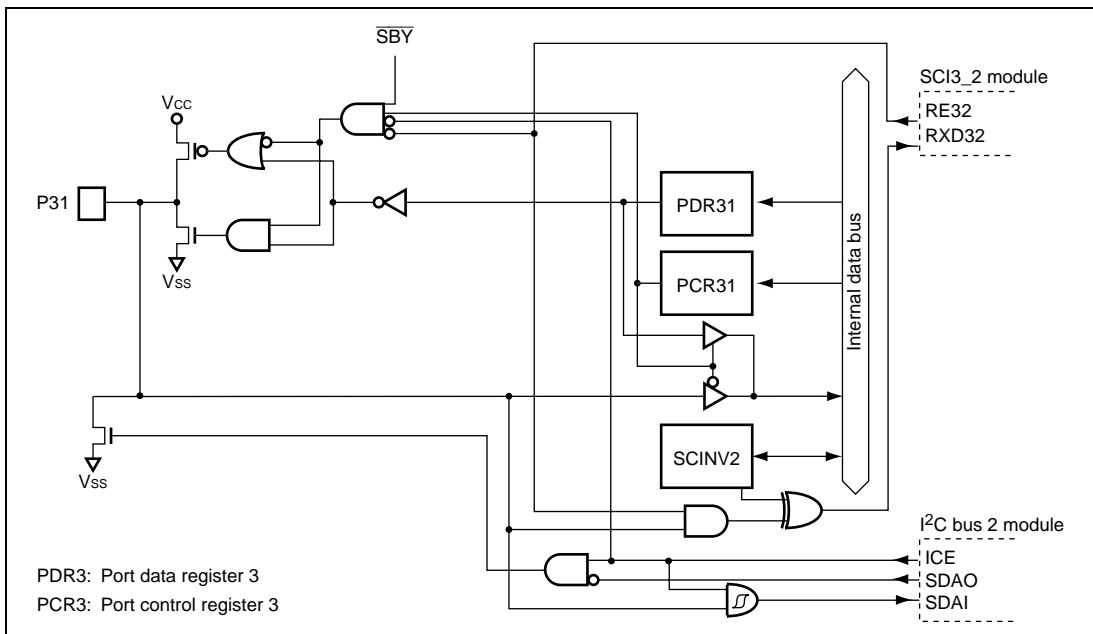 SBY
SCI3_2 module
VCC
RE32
RXD32
P31
PDR31
PCR31
VSS
Internal data bus
SCINV2
VSS
I2C bus 2 module
ICE
SDAO
SDAI
PDR3: Port data register 3
PCR3: Port control register 3